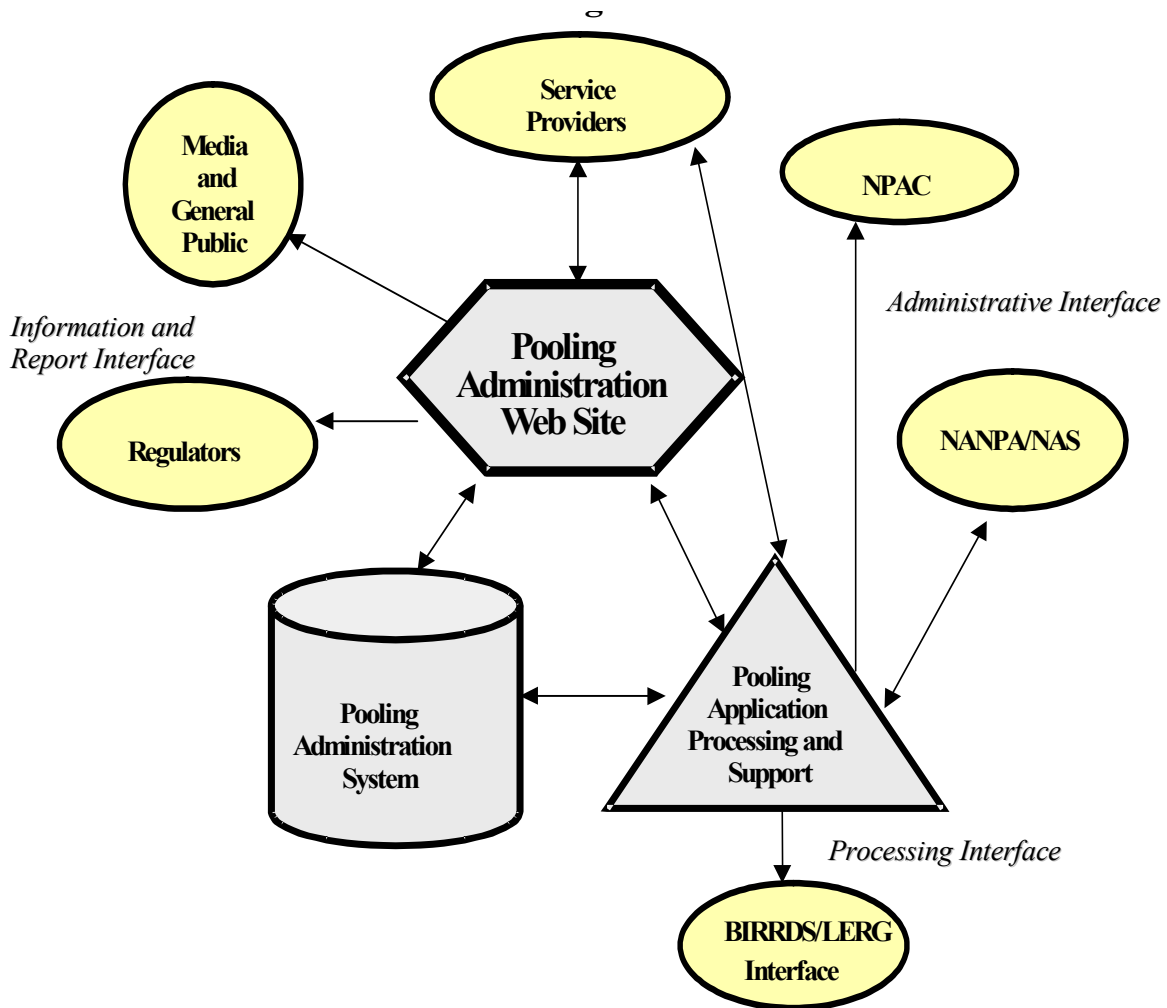 Service
Providers
Media
and
General
Public
NPAC
Administrative Interface
Information and
Report Interface
Pooling
Administration
Web Site
Regulators
NANPA/NAS
Pooling
Administration
System
Pooling
Application
Processing and
Support
Processing Interface
BIRRDS/LERG
Interface